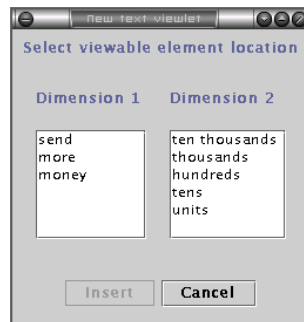 New text viewlet
Select viewable element location
Dimension 1
Dimension 2
send
more
money
ten thousands
thousands
hundreds
tens
units
Insert
Cancel